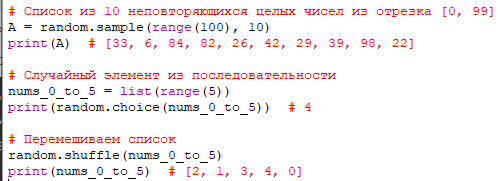 # Список из 10 неповторяющихся целых чисел из отрезка [0, 99]
A = random.sample(range(100), 10)
print(A)  # [33, 6, 84, 82, 26, 42, 29, 39, 98, 22]
# Случайный элемент из последовательности
nums_0_to_5 = list(range(5))
print(random.choice(nums_0_to_5))  # 4
# Перемешиваем список
random.shuffle(nums_0_to_5)
print(nums_0_to_5)  # [2, 1, 3, 4, 0]